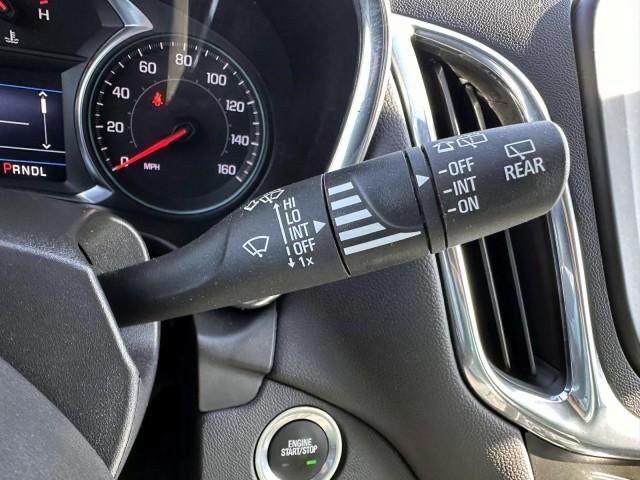 H
0
20
40
60
80
100
120
140
160
MPH
PRNDL
HI
LO
INT
OFF
1x
-OFF
-INT
-ON
REAR
ENGINE
START/STOP